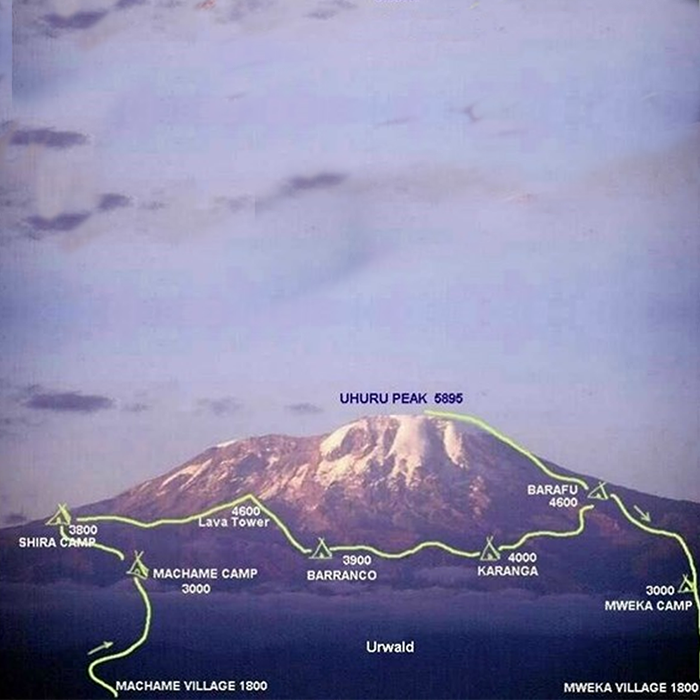 UHURU PEAK 5895
BARAFU
4600
4600
Lava Tower
3800
SHIRA CAMP
3900
BARRANCO
4000
KARANGA
MACHAME CAMP
3000
3000
MWEKA CAMP
Urwald
MACHAME VILLAGE 1800
MWEKA VILLAGE 1800